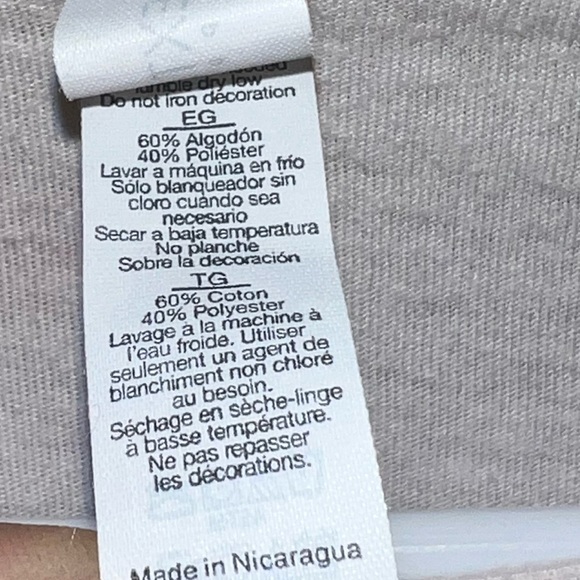 Tumble dry low
Do not iron decoration
EG
60% Algodón
40% Poliéster
Lavar a máquina en frío
Sólo blanqueador sin
cloro cuando sea
necesario
Secar a baja temperatura
No planche
Sobre la decoración
TG
60% Coton
40% Polyester
Lavage à la machine à
l'eau froide. Utiliser
seulement un agent de
blanchiment non chloré
au besoin.
Séchage en sèche-linge
à basse température.
Ne pas repasser
les décorations.
Made in Nicaragua